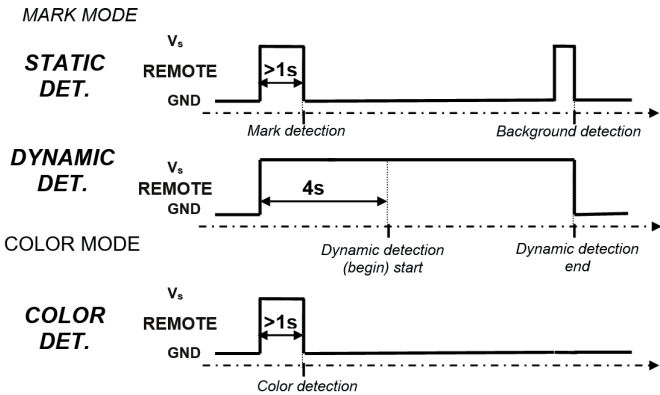 MARK MODE
STATIC
DET.
Vs
REMOTE
GND
>1s
Mark detection
Background detection
DYNAMIC
DET.
Vs
REMOTE
GND
4s
COLOR MODE
Dynamic detection
(begin) start
Dynamic detection
end
COLOR
DET.
Vs
REMOTE
GND
>1s
Color detection